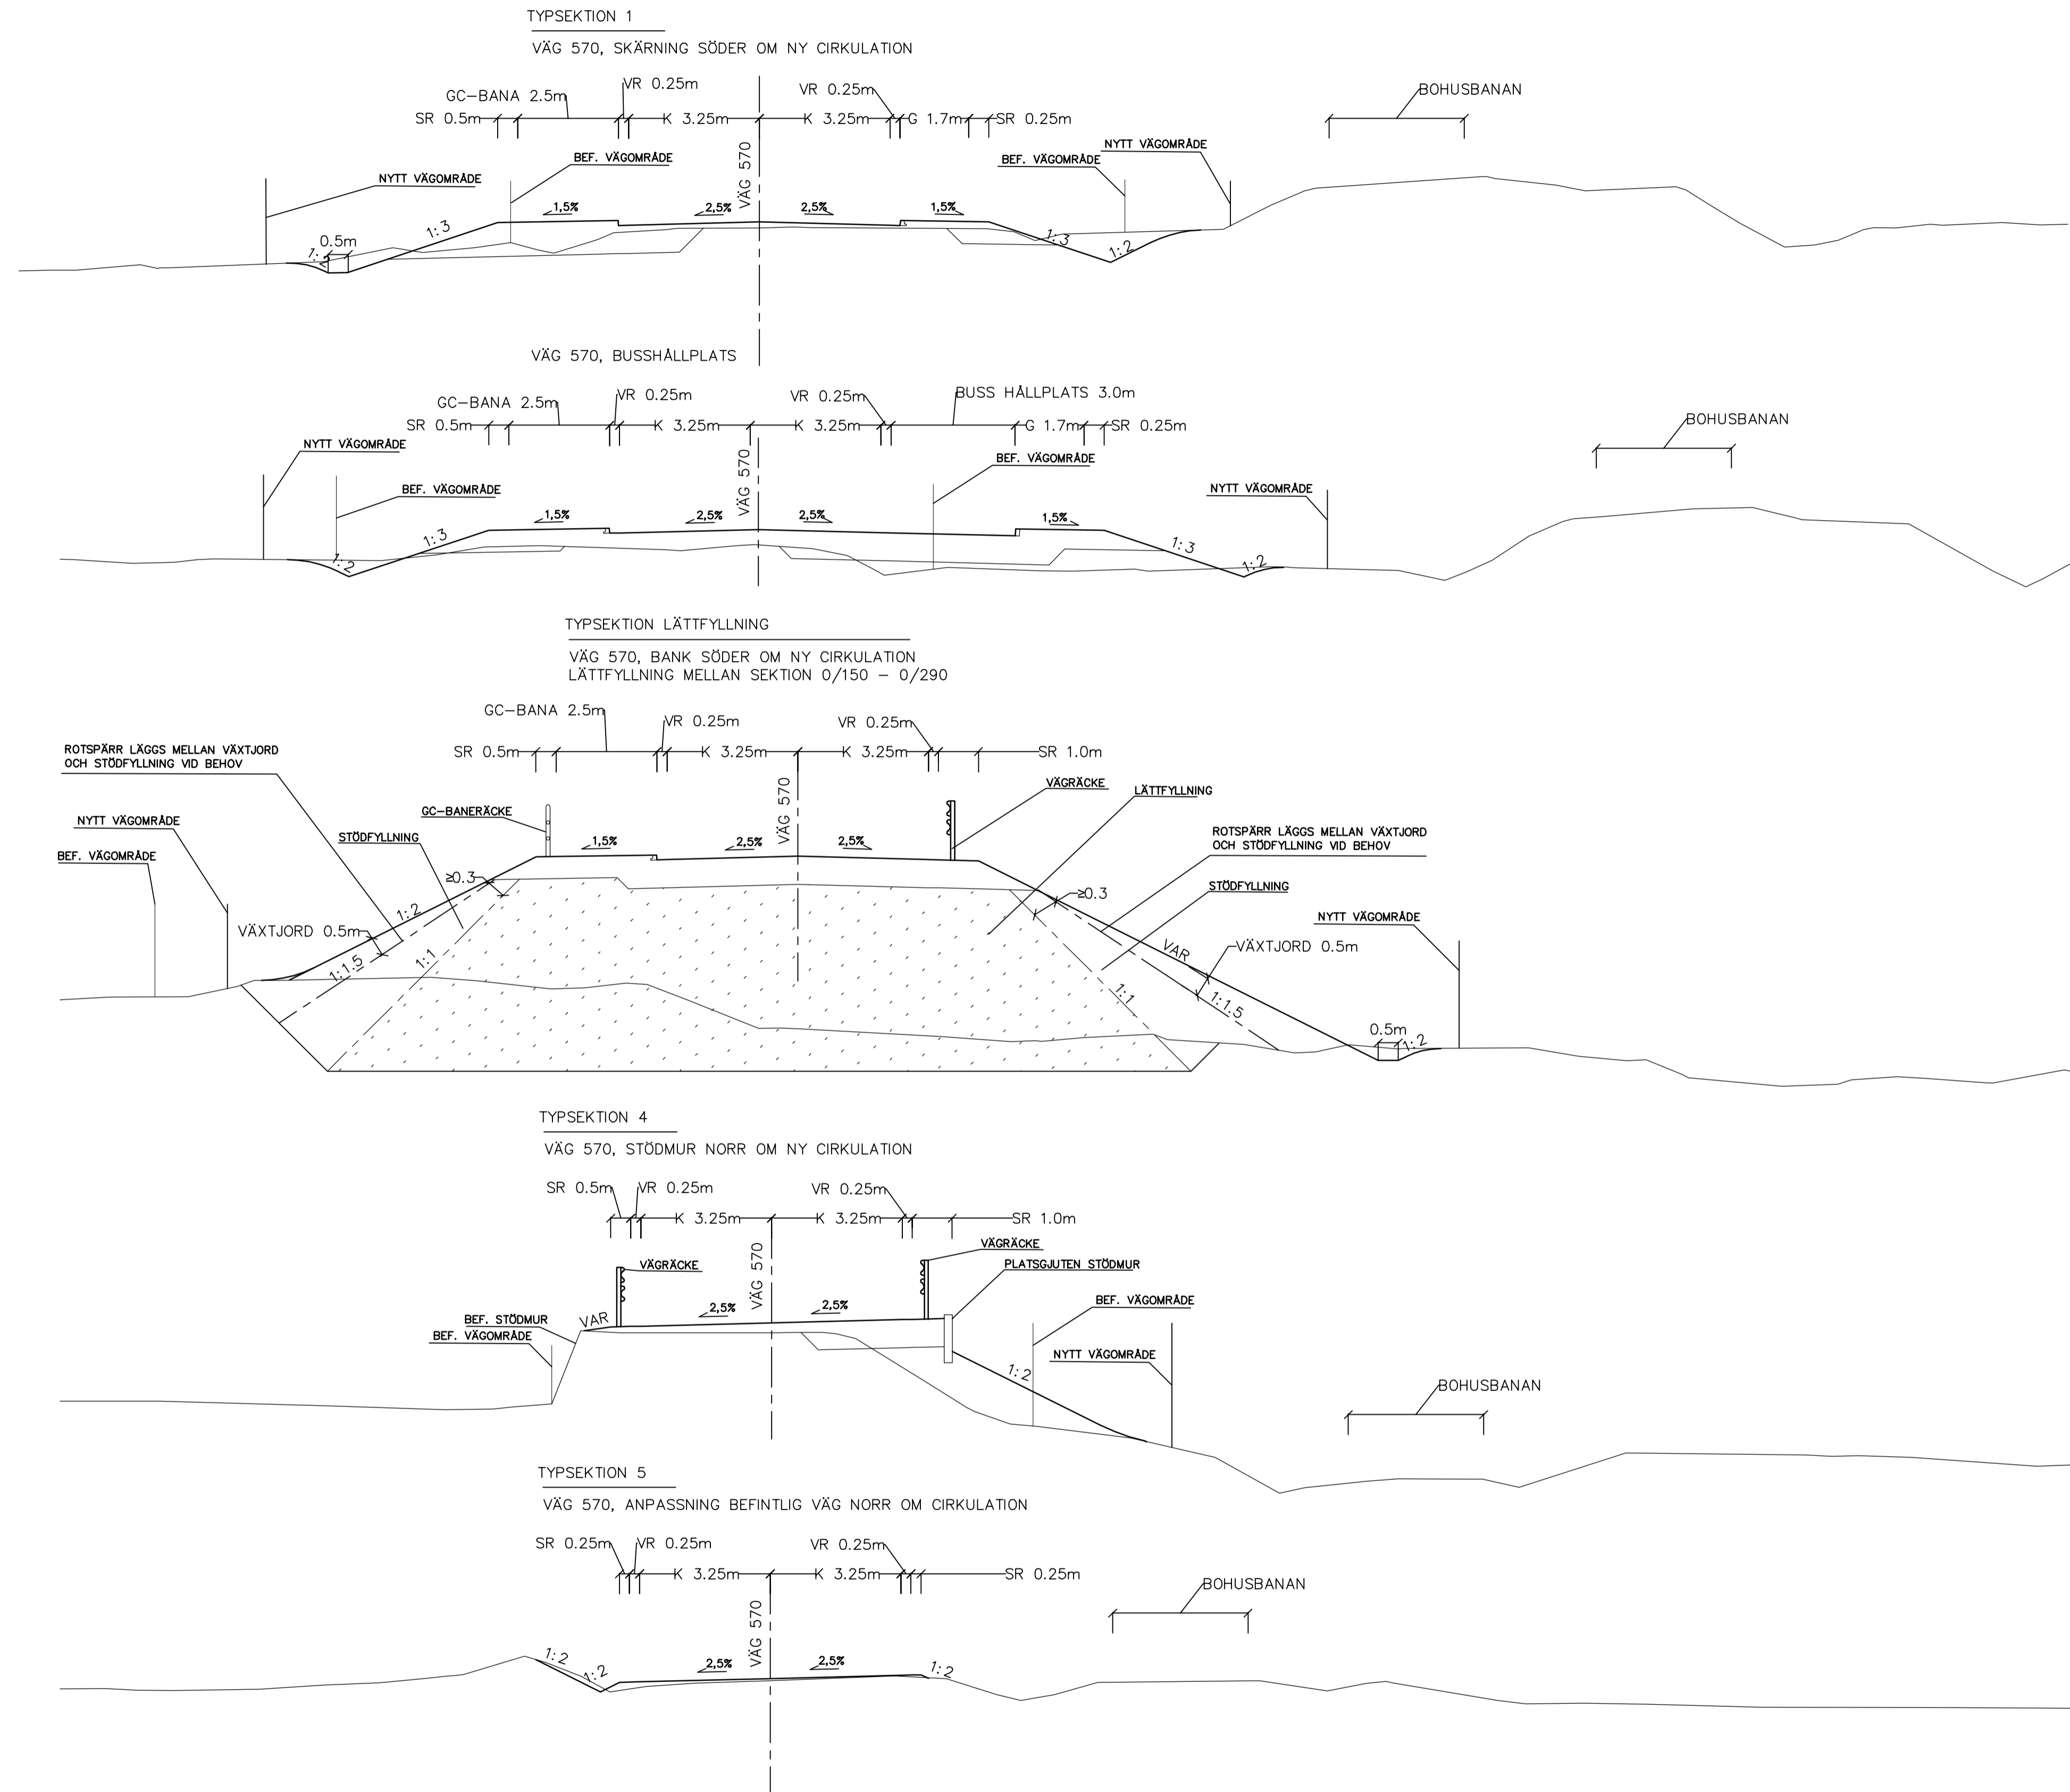 TYPSEKTION 1
VÄG 570, SKÄRNING SÖDER OM NY CIRKULATION
VR 0.25m
VR 0.25m
BOHUSBANAN
GC-BANA 2.5m
SR 0.5m
K 3.25m
K 3.25m
G 1.7m
SR 0.25m
NYTT VÄGOMRÅDE
BEF. VÄGOMRÅDE
BEF. VÄGOMRÅDE
VÄG 570
NYTT VÄGOMRÅDE
1,5%
2,5%
2,5%
1,5%
1:3
0.5m
1:2
1:3
1:2
VÄG 570, BUSSHÅLLPLATS
GC-BANA 2.5m
VR 0.25m
VR 0.25m
BUSS HÅLLPLATS 3.0m
BOHUSBANAN
SR 0.5m
K 3.25m
K 3.25m
G 1.7m
SR 0.25m
NYTT VÄGOMRÅDE
BEF. VÄGOMRÅDE
VÄG 570
BEF. VÄGOMRÅDE
NYTT VÄGOMRÅDE
1,5%
2,5%
2,5%
1,5%
1:3
1:2
1:3
1:2
TYPSEKTION LÄTTFYLLNING
VÄG 570, BANK SÖDER OM NY CIRKULATION
LÄTTFYLLNING MELLAN SEKTION 0/150 - 0/290
GC-BANA 2.5m
VR 0.25m
VR 0.25m
SR 0.5m
K 3.25m
K 3.25m
SR 1.0m
ROTSPÄRR LÄGGS MELLAN VÄXTJORD
OCH STÖDFYLLNING VID BEHOV
VÄG 570
VÄGRÄCKE
LÄTTFYLLNING
GC-BANERÄCKE
NYTT VÄGOMRÅDE
STÖDFYLLNING
ROTSPÄRR LÄGGS MELLAN VÄXTJORD
OCH STÖDFYLLNING VID BEHOV
1,5%
2,5%
2,5%
BEF. VÄGOMRÅDE
≥0.3
≥0.3
STÖDFYLLNING
1:2
NYTT VÄGOMRÅDE
VÄXTJORD 0.5m
VAR
VÄXTJORD 0.5m
1:1.5
1:1
1:1
1:1.5
0.5m
1:2
TYPSEKTION 4
VÄG 570, STÖDMUR NORR OM NY CIRKULATION
SR 0.5m
VR 0.25m
VR 0.25m
K 3.25m
K 3.25m
SR 1.0m
VÄG 570
VÄGRÄCKE
VÄGRÄCKE
PLATSGJUTEN STÖDMUR
2,5%
2,5%
BEF. VÄGOMRÅDE
BEF. STÖDMUR
VAR
BEF. VÄGOMRÅDE
NYTT VÄGOMRÅDE
1:2
BOHUSBANAN
TYPSEKTION 5
VÄG 570, ANPASSNING BEFINTLIG VÄG NORR OM CIRKULATION
SR 0.25m
VR 0.25m
VR 0.25m
K 3.25m
K 3.25m
SR 0.25m
BOHUSBANAN
VÄG 570
1:2
1:2
2,5%
2,5%
1:2